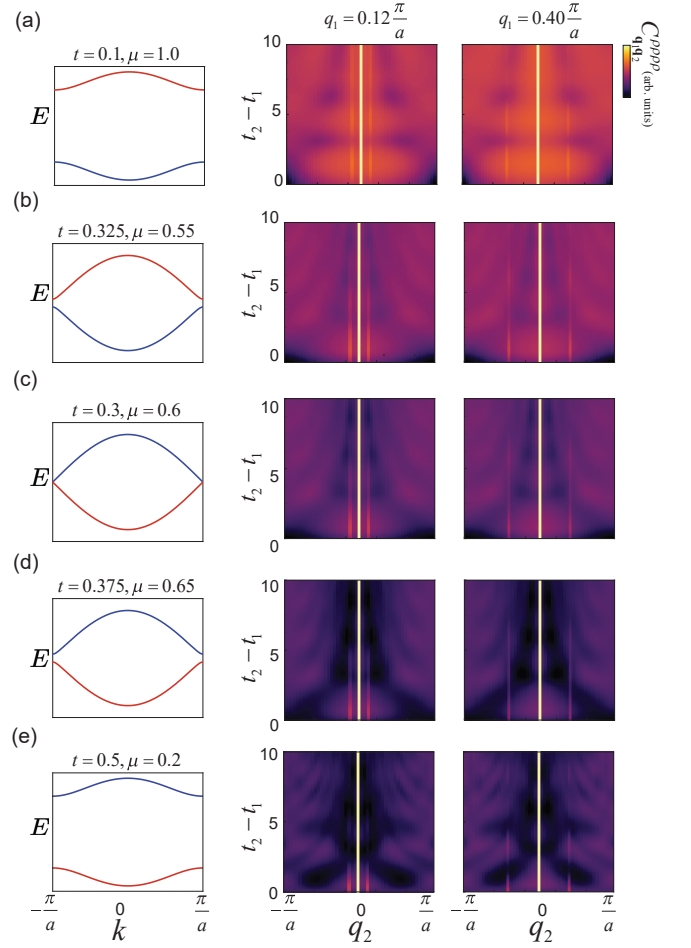 (a)
t = 0.1, μ = 1.0
E
q₁ = 0.12 π/a
q₁ = 0.40 π/a
C^{pppp}_{q₁q₂} (arb. units)
t₂ − t₁
10
5
0
(b)
t = 0.325, μ = 0.55
E
t₂ − t₁
10
5
0
(c)
t = 0.3, μ = 0.6
E
t₂ − t₁
10
5
0
(d)
t = 0.375, μ = 0.65
E
t₂ − t₁
10
5
0
(e)
t = 0.5, μ = 0.2
E
t₂ − t₁
10
5
0
−π/a 0 π/a
k
−π/a 0 π/a
q₂
−π/a 0 π/a
q₂